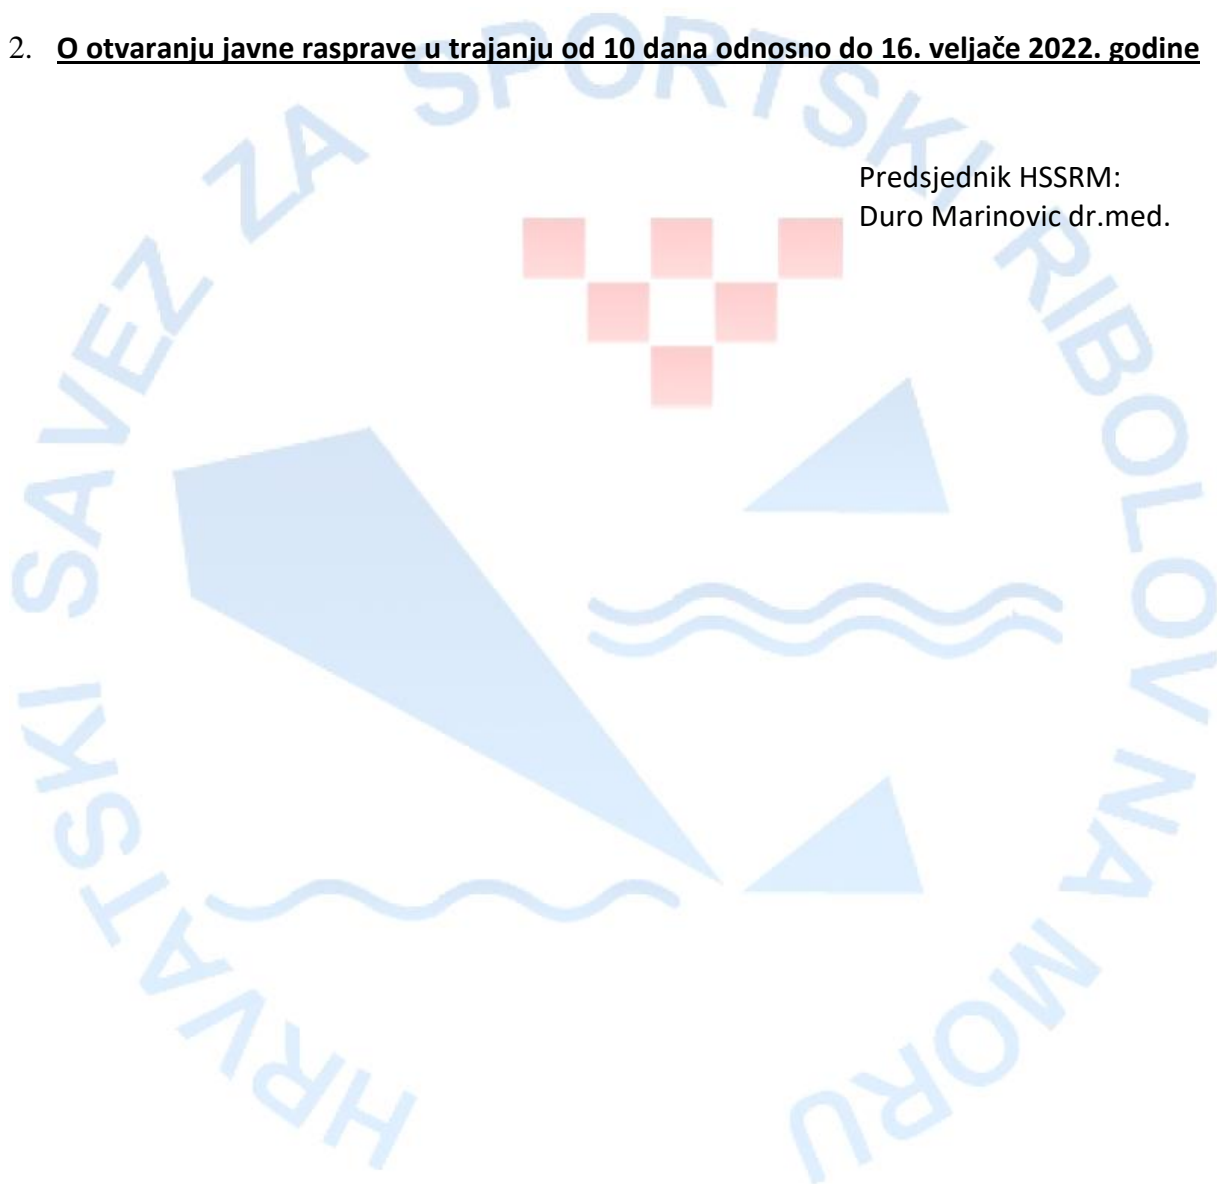 2. O otvaranju javne rasprave u trajanju od 10 dana odnosno do 16. veljače 2022. godine
Predsjednik HSSRM:
Duro Marinovic dr.med.
HRVATSKI SAVEZ ZA SPORTSKI RIBOLOV NA MORU